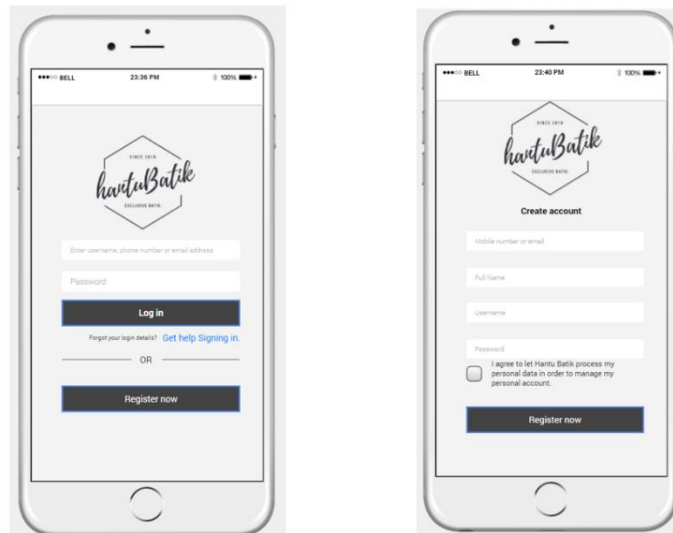 BELL 23:36 PM 100%
SINCE 2019
hantuBatik
EXCLUSIVE BATIK
Enter username, phone number or email address
Password
Log in
Forgot your login details? Get help Signing in.
OR
Register now
BELL 23:40 PM 100%
SINCE 2019
hantuBatik
EXCLUSIVE BATIK
Create account
Mobile number or email
Full Name
Username
Password
I agree to let Hantu Batik process my
personal data in order to manage my
personal account.
Register now